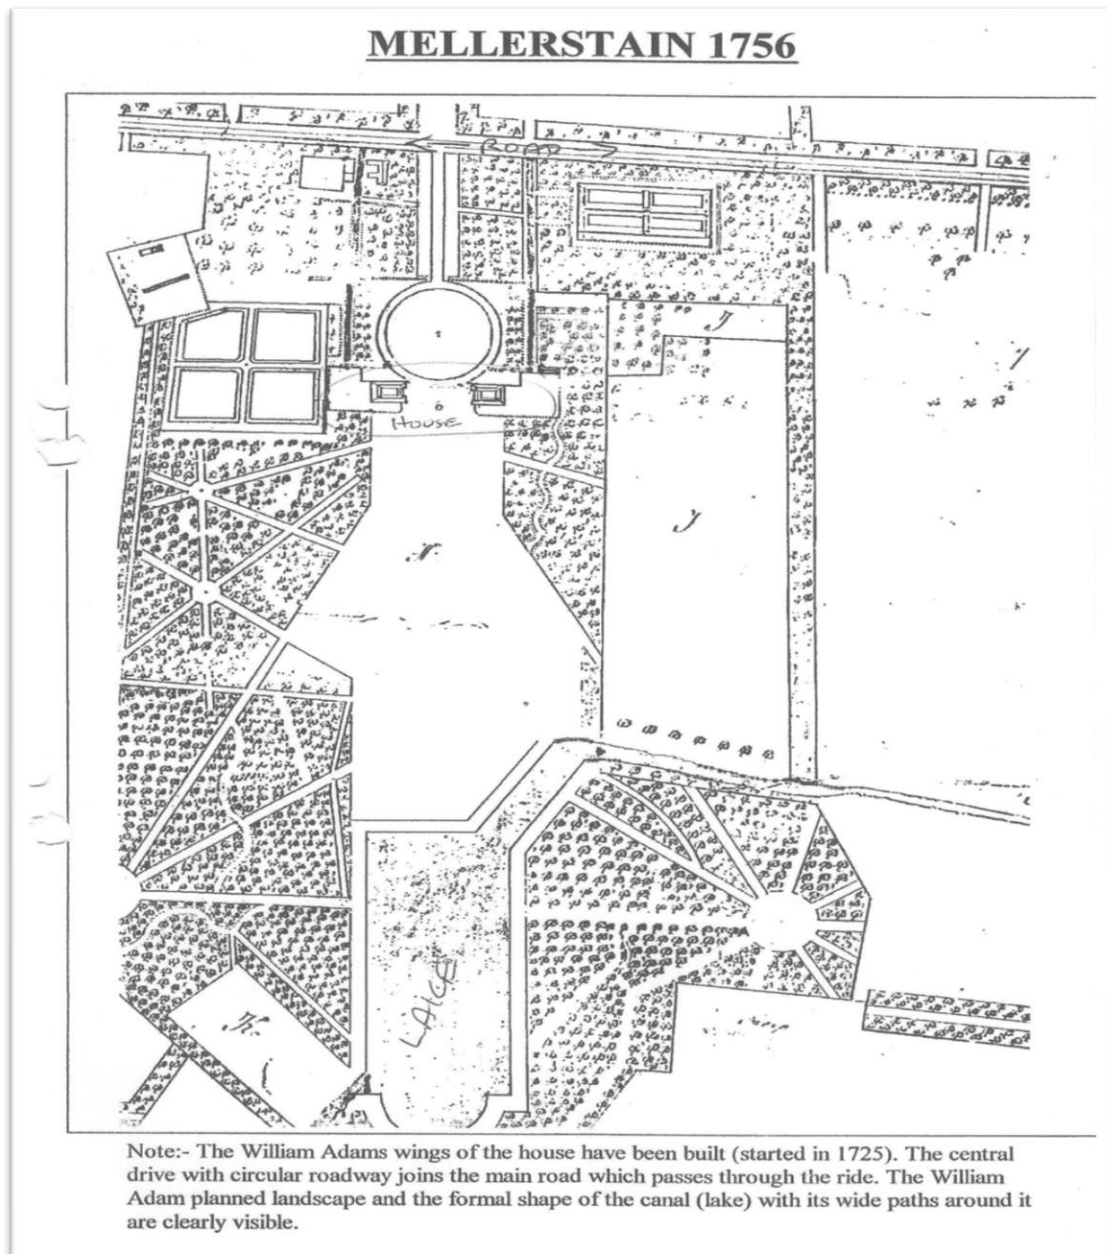 MELLERSTAIN 1756
ROAD
J
HOUSE
J
N
LAKE
K
Note:- The William Adams wings of the house have been built (started in 1725). The central
drive with circular roadway joins the main road which passes through the ride. The William
Adam planned landscape and the formal shape of the canal (lake) with its wide paths around it
are clearly visible.